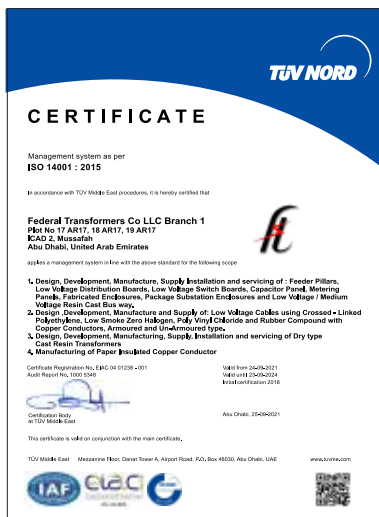 TÜV NORD
CERTIFICATE
Management system as per
ISO 14001 : 2015
In accordance with TÜV Middle East procedures, it is hereby certified that
Federal Transformers Co LLC Branch 1
Plot No 17 AR17, 18 AR17, 19 AR17
ICAD 2, Mussafah
Abu Dhabi, United Arab Emirates
ft
applies a management system in line with the above standard for the following scope
1. Design, Development, Manufacture, Supply Installation and servicing of : Feeder Pillars,
Low Voltage Distribution Boards, Low Voltage Switch Boards, Capacitor Panel, Metering
Panels, Fabricated Enclosures, Package Substation Enclosures and Low Voltage / Medium
Voltage Resin Cast Bus way.
2. Design ,Development, Manufacture and Supply of: Low Voltage Cables using Crossed - Linked
Polyethylene, Low Smoke Zero Halogen, Poly Vinyl Chloride and Rubber Compound with
Copper Conductors, Armoured and Un-Armoured type.
3. Design, Development, Manufacturing, Supply, Installation and servicing of Dry type
Cast Resin Transformers
4. Manufacturing of Paper Insulated Copper Conductor
Certificate Registration No, EIAC 04 01238 - 001
Audit Report No, 1000 5348
Valid from 24-09-2021
Valid until 23-09-2024
Initial certification 2018
Certification Body
at TÜV Middle East
Abu Dhabi, 25-09-2021
This certificate is valid on conjunction with the main certificate.
TÜV Middle East Mezzanine Floor, Danat Tower A, Airport Road, P.O. Box 46030, Abu Dhabi, UAE www.tuvme.com
IAF
eiac